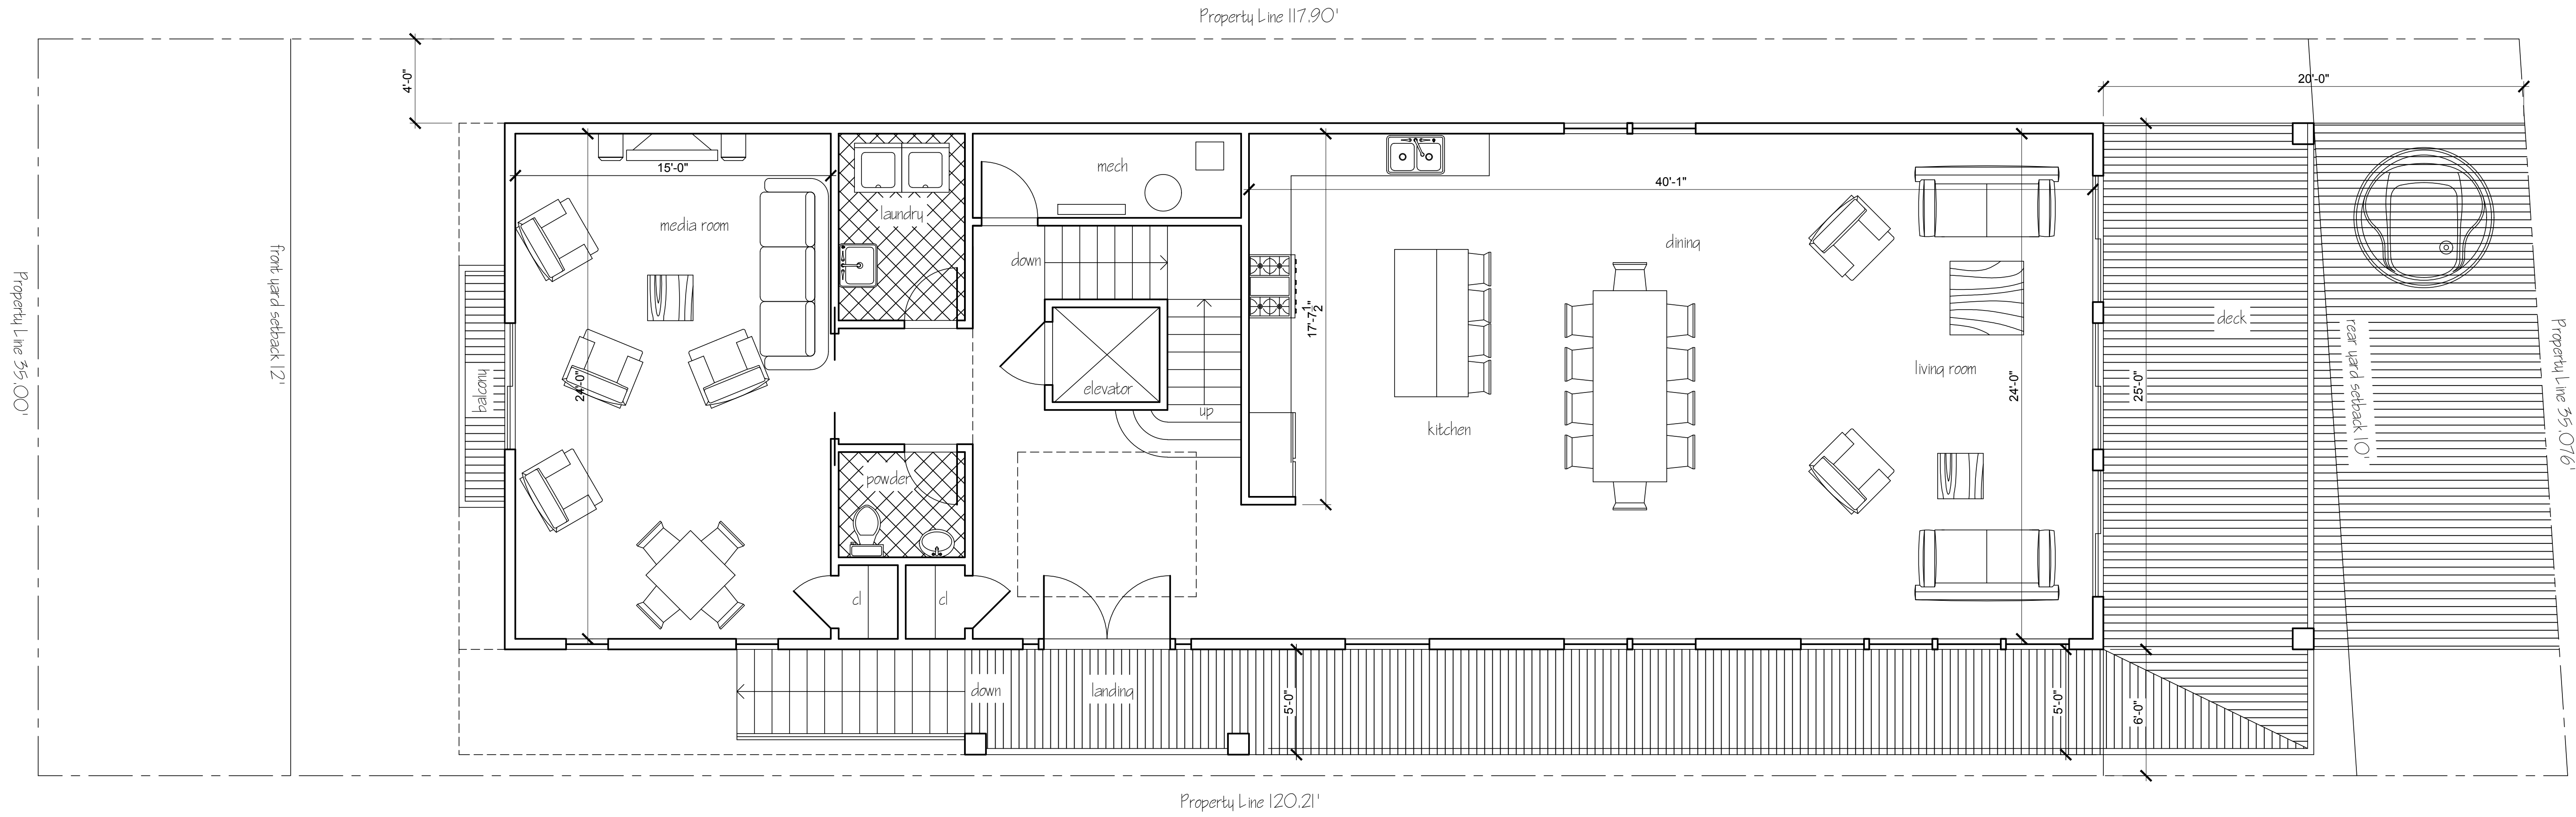 Property Line 117.90'
20'-0"
4'-0"
mech
15'-0"
40'-1"
laundry
media room
dining
down
front yard setback 12'
Property Line 35.00'
17'-7 1/2"
deck
rear yard setback 10'
Property Line 35.076'
living room
balcony
24'-0"
elevator
24'-0"
25'-0"
up
kitchen
powder
cl
cl
down
landing
5'-0"
5'-0"
6'-0"
Property Line 120.21'